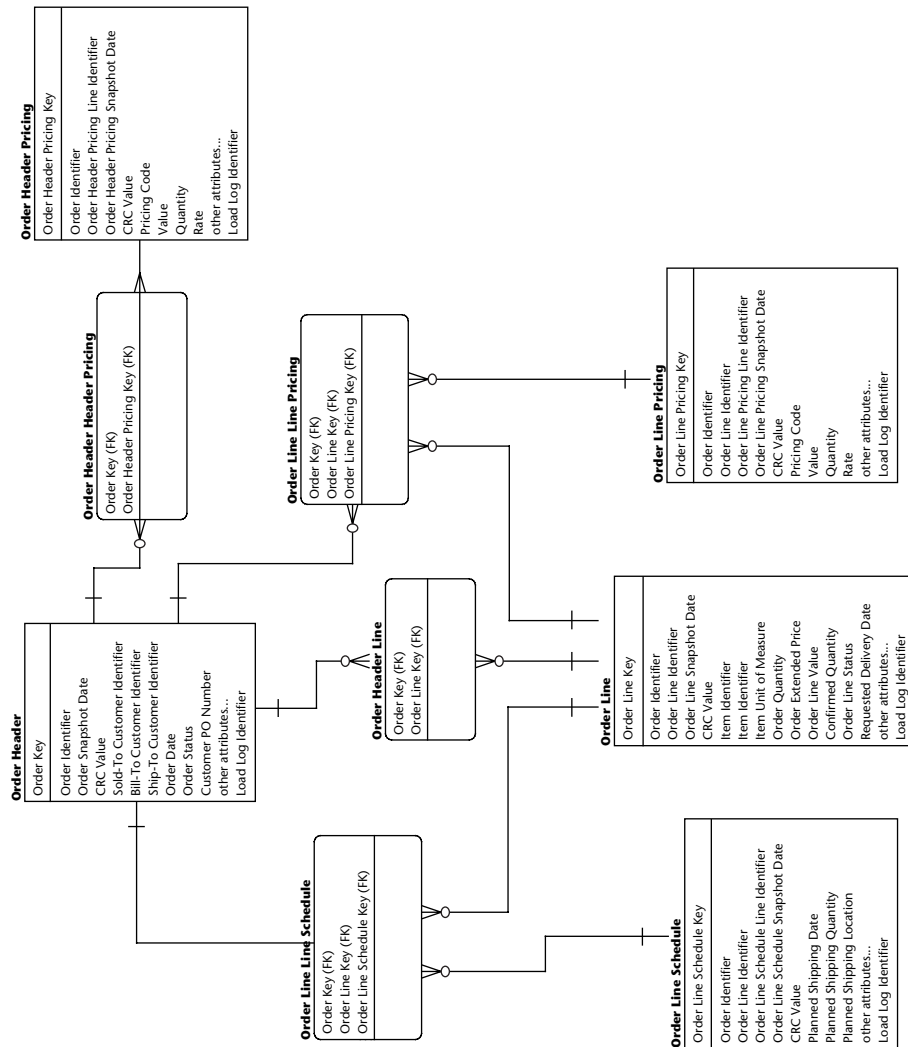 Order Header
Order Key
Order Identifier
Order Snapshot Date
CRC Value
Sold-To Customer Identifier
Bill-To Customer Identifier
Ship-To Customer Identifier
Order Date
Order Status
Customer PO Number
other attributes...
Load Log Identifier
Order Header Header Pricing
Order Key (FK)
Order Header Pricing Key (FK)
Order Header Pricing
Order Header Pricing Key
Order Identifier
Order Header Pricing Line Identifier
Order Header Pricing Snapshot Date
CRC Value
Pricing Code
Value
Quantity
Rate
other attributes...
Load Log Identifier
Order Line Line Schedule
Order Key (FK)
Order Line Key (FK)
Order Line Schedule Key (FK)
Order Header Line
Order Key (FK)
Order Line Key (FK)
Order Line Line Pricing
Order Key (FK)
Order Line Key (FK)
Order Line Pricing Key (FK)
Order Line Schedule
Order Line Schedule Key
Order Identifier
Order Line Identifier
Order Line Schedule Line Identifier
Order Line Schedule Snapshot Date
CRC Value
Planned Shipping Date
Planned Shipping Quantity
Planned Shipping Location
other attributes...
Load Log Identifier
Order Line
Order Line Key
Order Identifier
Order Line Identifier
Order Line Snapshot Date
CRC Value
Item Identifier
Item Identifier
Item Unit of Measure
Order Quantity
Order Extended Price
Order Line Value
Confirmed Quantity
Order Line Status
Requested Delivery Date
other attributes...
Load Log Identifier
Order Line Pricing
Order Line Pricing Key
Order Identifier
Order Line Identifier
Order Line Pricing Line Identifier
Order Line Pricing Snapshot Date
CRC Value
Pricing Code
Value
Quantity
Rate
other attributes...
Load Log Identifier